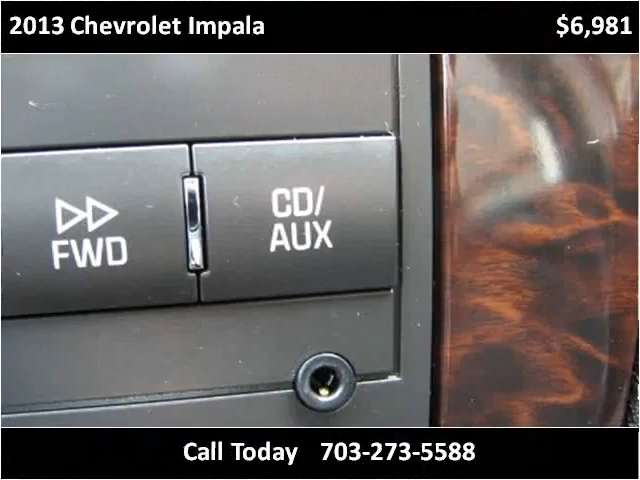 2013 Chevrolet Impala $6,981
FWD
CD/
AUX
Call Today 703-273-5588